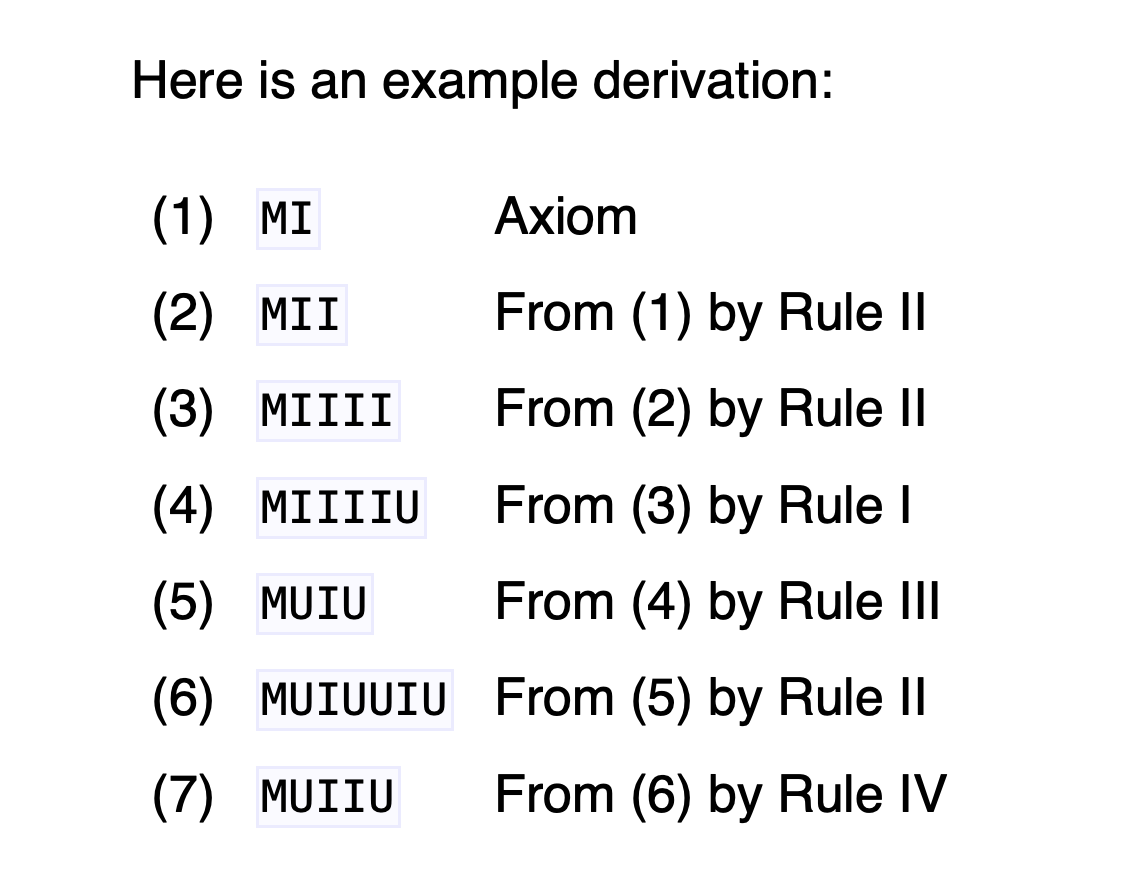 Here is an example derivation:
(1) MI Axiom
(2) MII From (1) by Rule II
(3) MIIII From (2) by Rule II
(4) MIIIIU From (3) by Rule I
(5) MUIU From (4) by Rule III
(6) MUIUUIU From (5) by Rule II
(7) MUIIU From (6) by Rule IV